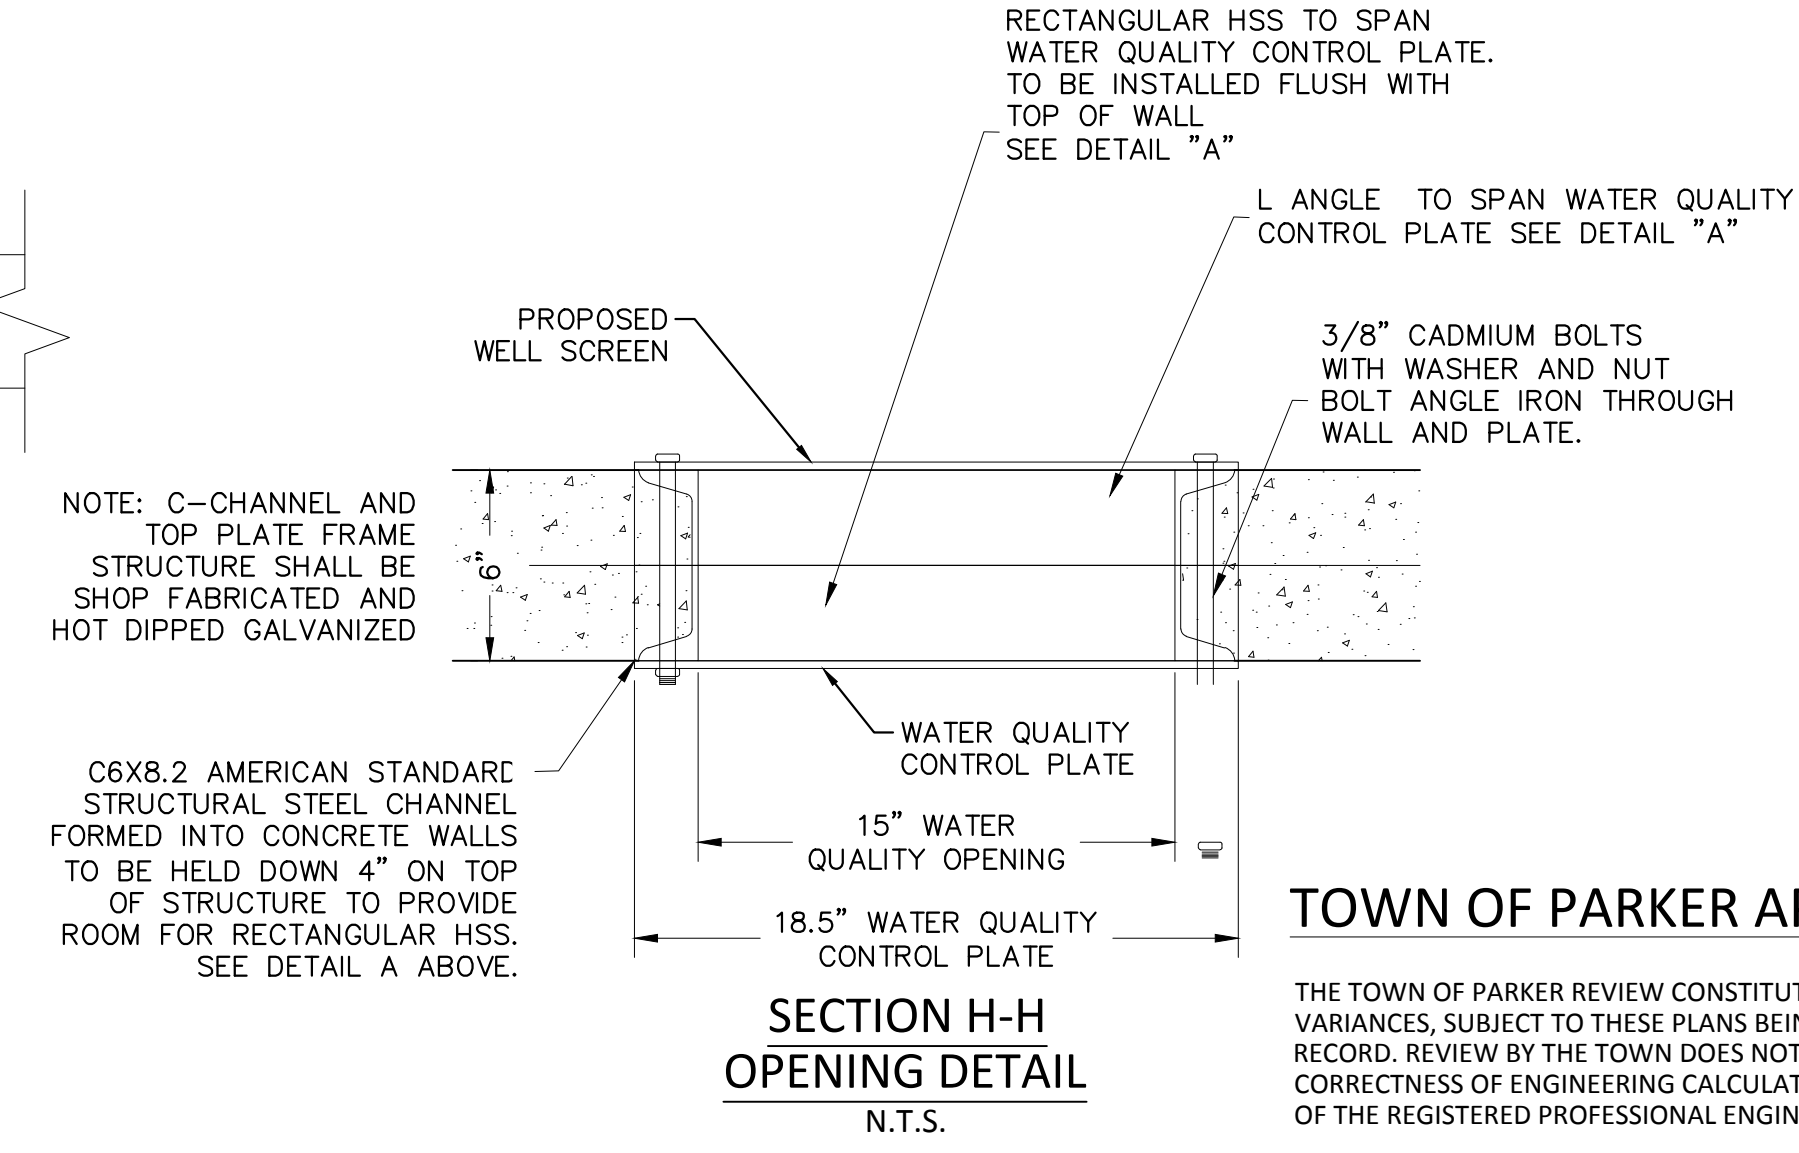 RECTANGULAR HSS TO SPAN
WATER QUALITY CONTROL PLATE.
TO BE INSTALLED FLUSH WITH
TOP OF WALL
SEE DETAIL "A"
L ANGLE TO SPAN WATER QUALITY
CONTROL PLATE SEE DETAIL "A"
PROPOSED
WELL SCREEN
3/8" CADMIUM BOLTS
WITH WASHER AND NUT
BOLT ANGLE IRON THROUGH
WALL AND PLATE.
NOTE: C-CHANNEL AND
TOP PLATE FRAME
STRUCTURE SHALL BE
SHOP FABRICATED AND
HOT DIPPED GALVANIZED
6"
C6X8.2 AMERICAN STANDARD
STRUCTURAL STEEL CHANNEL
FORMED INTO CONCRETE WALLS
TO BE HELD DOWN 4" ON TOP
OF STRUCTURE TO PROVIDE
ROOM FOR RECTANGULAR HSS.
SEE DETAIL A ABOVE.
WATER QUALITY
CONTROL PLATE
15" WATER
QUALITY OPENING
18.5" WATER QUALITY
CONTROL PLATE
SECTION H-H
OPENING DETAIL
N.T.S.
TOWN OF PARKER
THE TOWN OF PARKER REVIEW
VARIANCES, SUBJECT TO THESE PLANS
RECORD. REVIEW BY THE TOWN DOES NOT
CORRECTNESS OF ENGINEERING
OF THE REGISTERED PROFESSIONAL